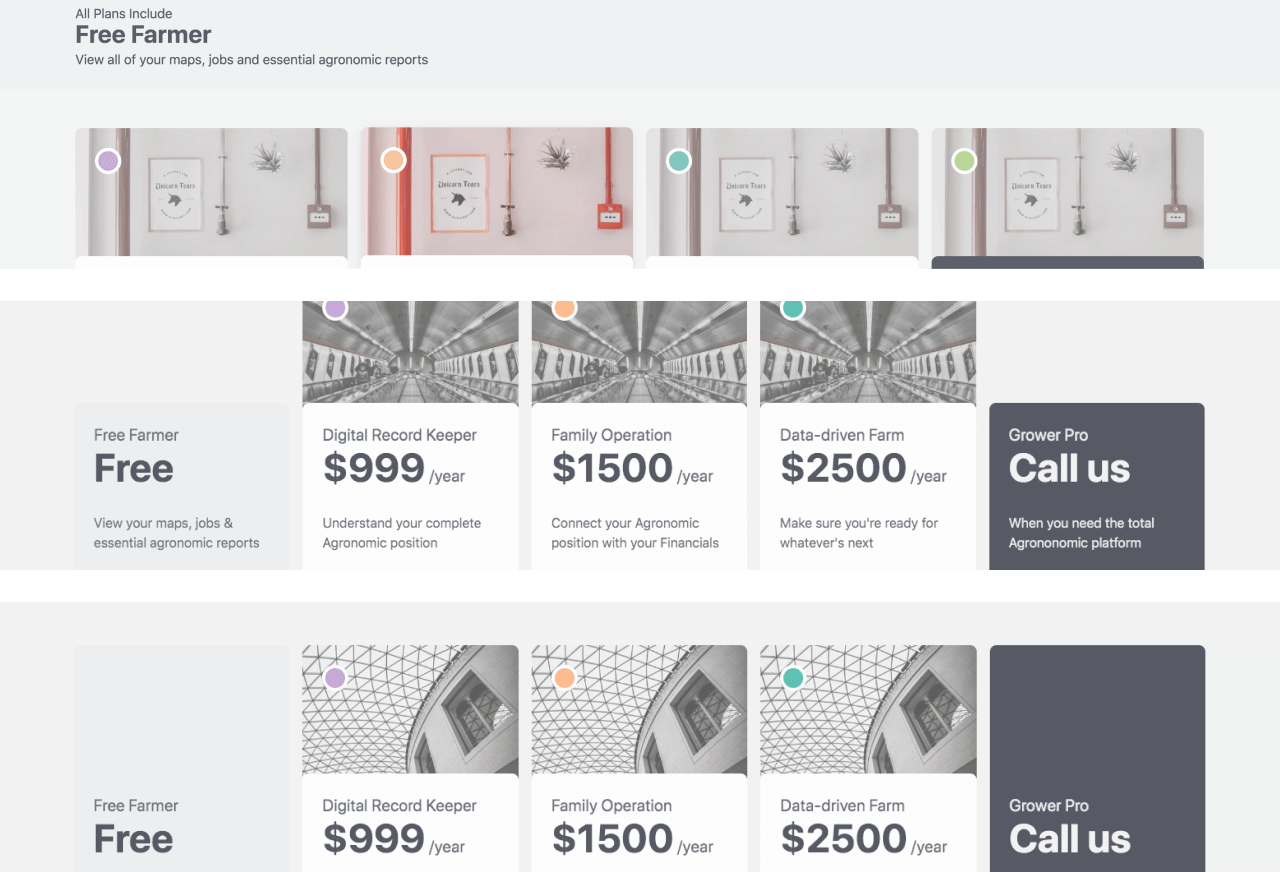 All Plans Include
Free Farmer
View all of your maps, jobs and essential agronomic reports
Unicorn Tears
Unicorn Tears
Unicorn Tears
Unicorn Tears
Free Farmer
Free
View your maps, jobs &
essential agronomic reports
Digital Record Keeper
$999 /year
Understand your complete
Agronomic position
Family Operation
$1500 /year
Connect your Agronomic
position with your Financials
Data-driven Farm
$2500 /year
Make sure you're ready for
whatever's next
Grower Pro
Call us
When you need the total
Agrononomic platform
Free Farmer
Free
Digital Record Keeper
$999 /year
Family Operation
$1500 /year
Data-driven Farm
$2500 /year
Grower Pro
Call us